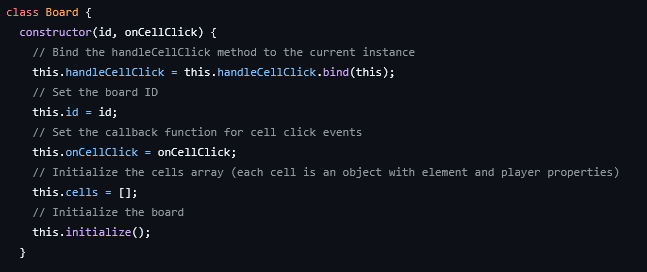 class Board {
constructor(id, onCellClick) {
// Bind the handleCellClick method to the current instance
this.handleCellClick = this.handleCellClick.bind(this);
// Set the board ID
this.id = id;
// Set the callback function for cell click events
this.onCellClick = onCellClick;
// Initialize the cells array (each cell is an object with element and player properties)
this.cells = [];
// Initialize the board
this.initialize();
}